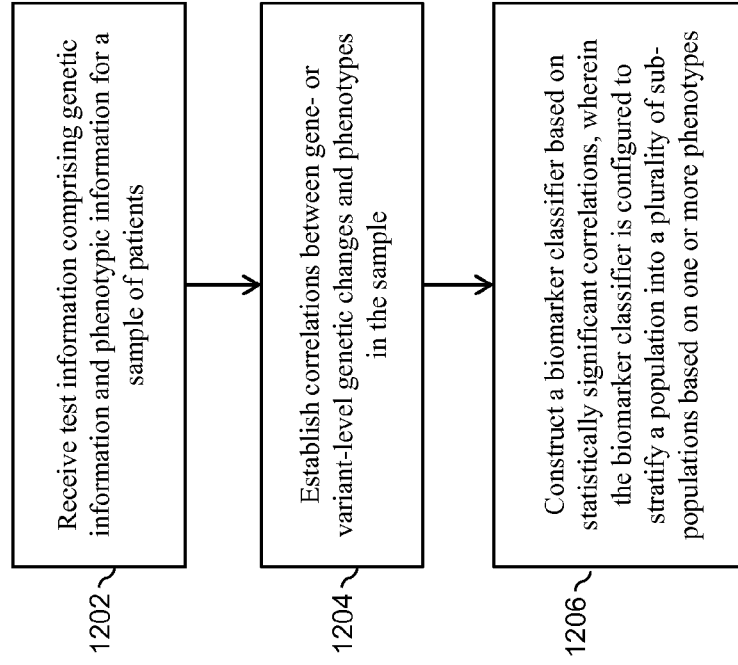 1202
Receive test information comprising genetic
information and phenotypic information for a
sample of patients
1204
Establish correlations between gene- or
variant-level genetic changes and phenotypes
in the sample
1206
Construct a biomarker classifier based on
statistically significant correlations, wherein
the biomarker classifier is configured to
stratify a population into a plurality of sub-
populations based on one or more phenotypes